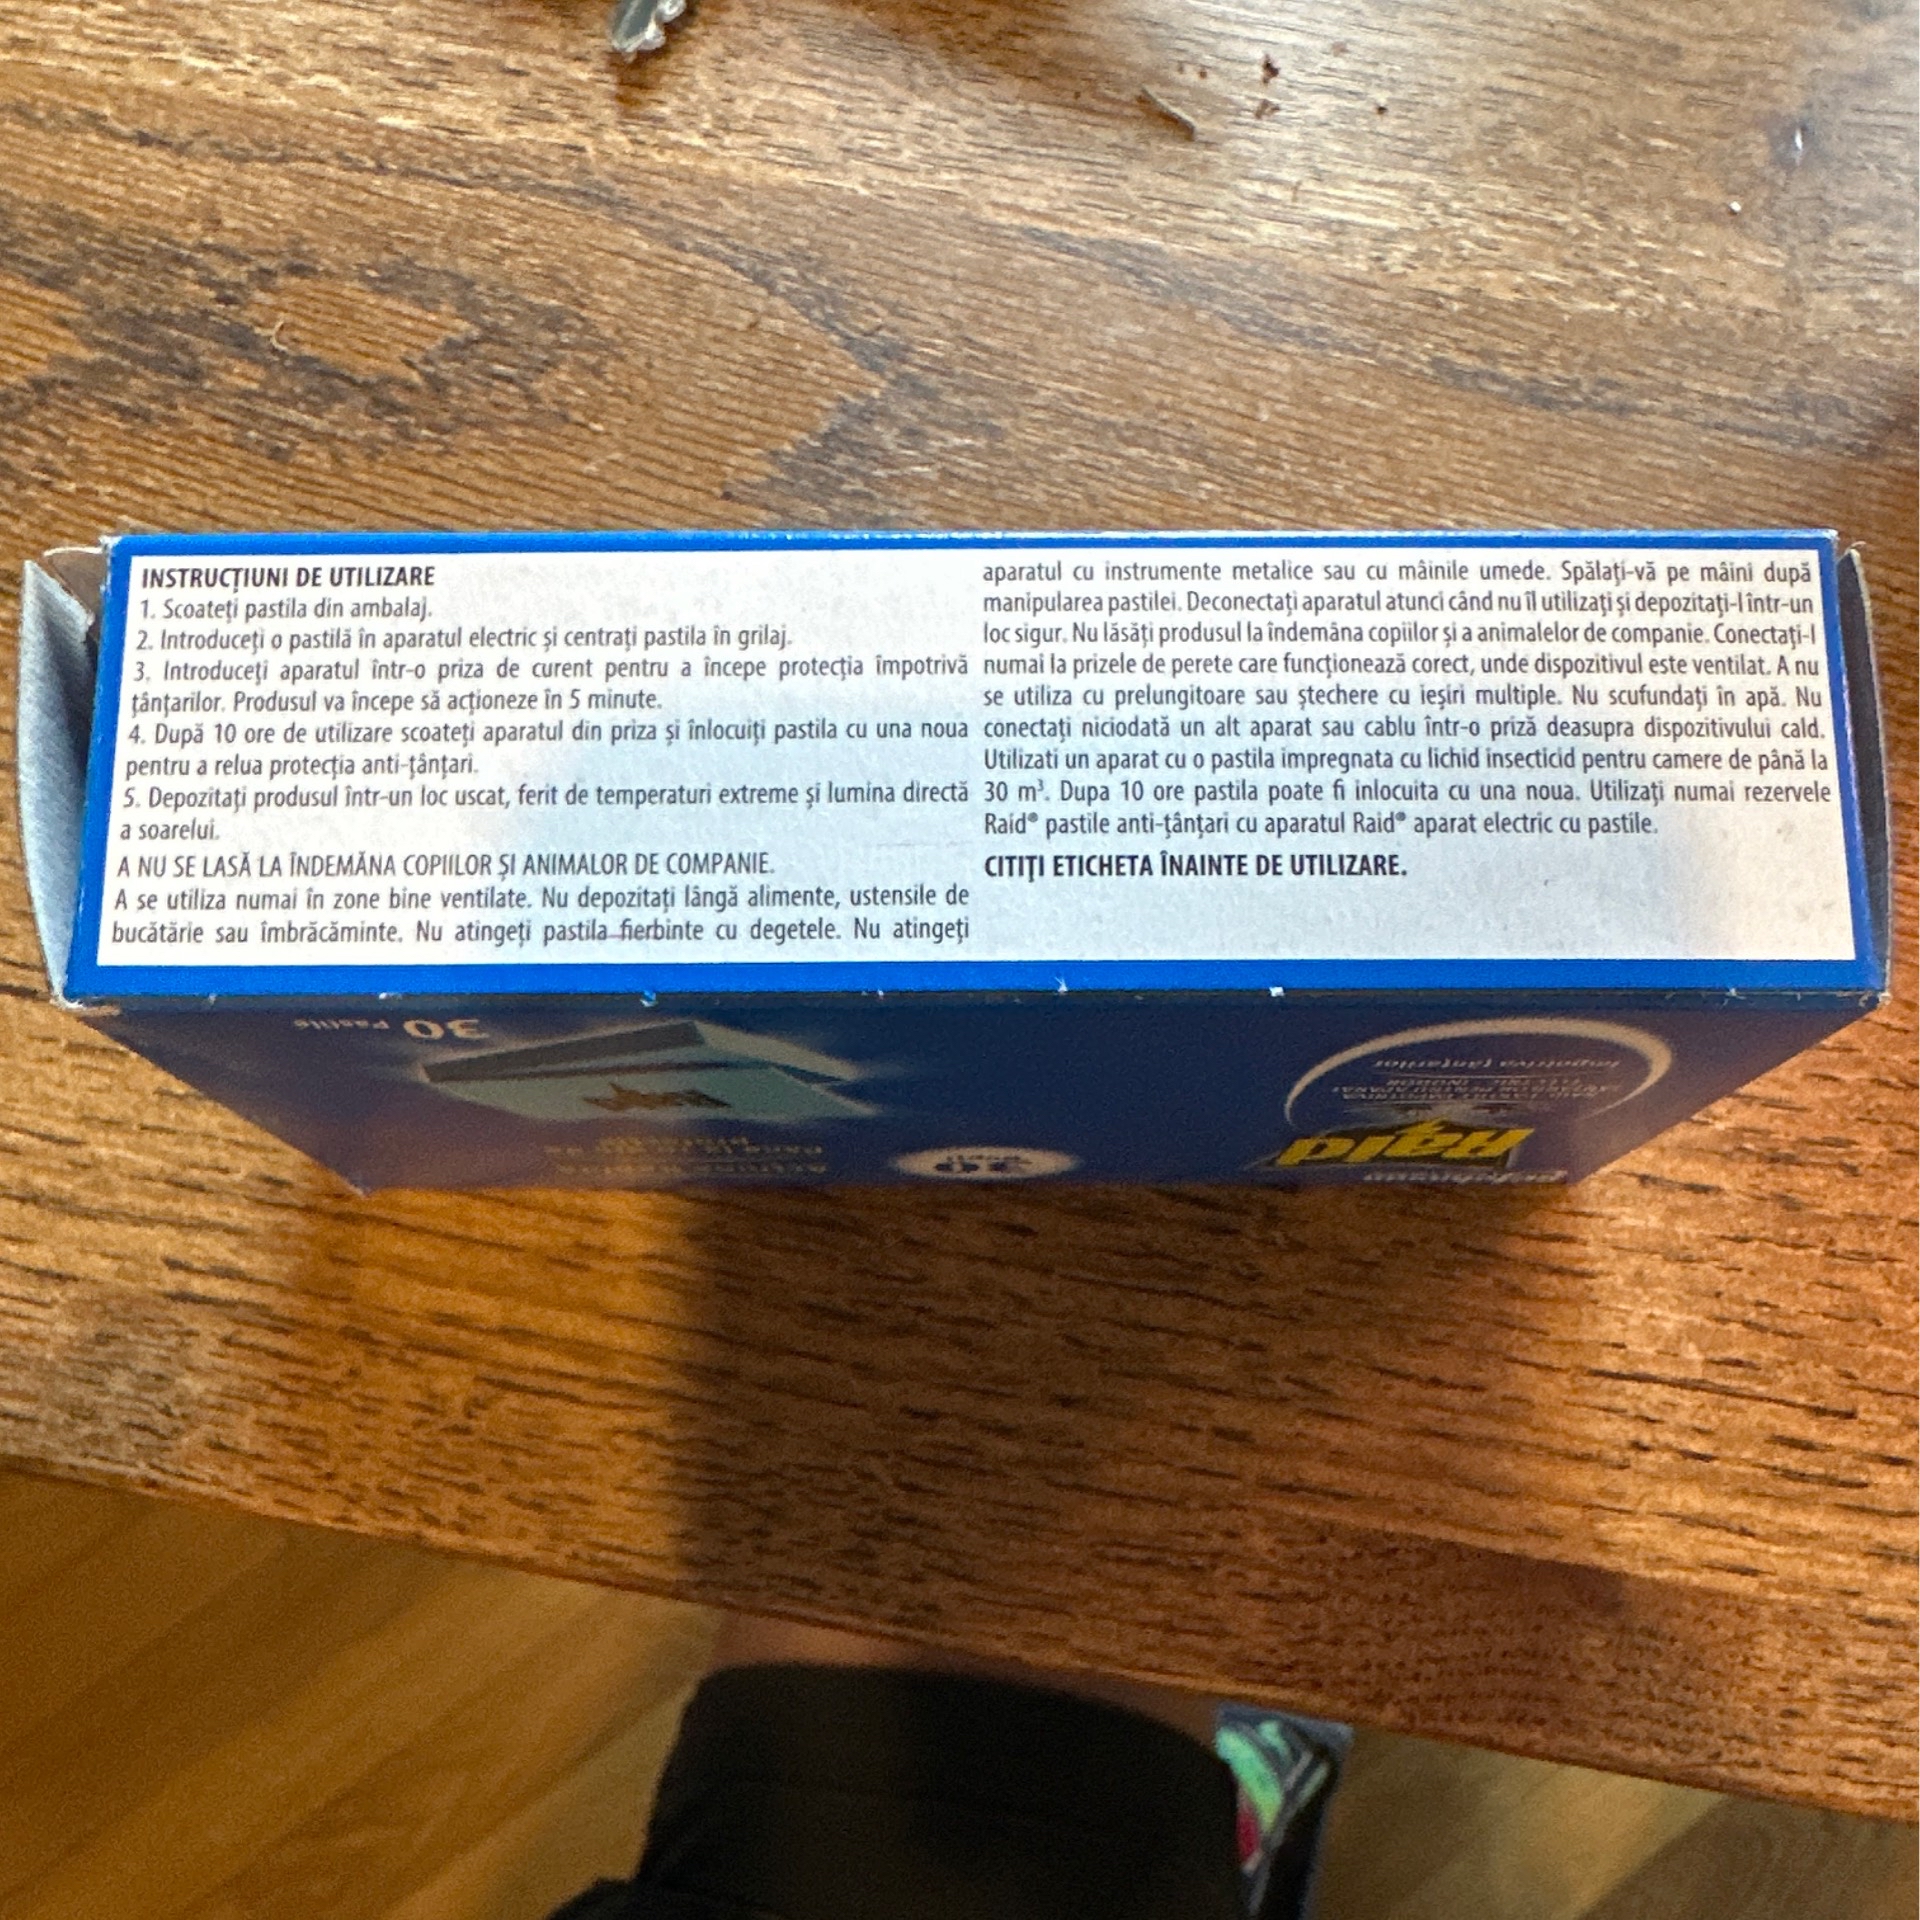 INSTRUCȚIUNI DE UTILIZARE
1. Scoateți pastila din ambalaj.
2. Introduceți o pastilă în aparatul electric și centrați pastila în grilaj.
3. Introduceți aparatul într-o priza de curent pentru a începe protecția împotrivă
țânțarilor. Produsul va începe să acționeze în 5 minute.
4. După 10 ore de utilizare scoateți aparatul din priza și înlocuiți pastila cu una noua
pentru a relua protecția anti-țânțari.
5. Depozitați produsul într-un loc uscat, ferit de temperaturi extreme și lumina directă
a soarelui.
A NU SE LASĂ LA ÎNDEMÂNA COPIILOR ȘI ANIMALOR DE COMPANIE.
A se utiliza numai în zone bine ventilate. Nu depozitați lângă alimente, ustensile de
bucătărie sau îmbrăcăminte. Nu atingeți pastila fierbinte cu degetele. Nu atingeți
aparatul cu instrumente metalice sau cu mâinile umede. Spălați-vă pe mâini după
manipularea pastilei. Deconectați aparatul atunci când nu îl utilizați și depozitați-l într-un
loc sigur. Nu lăsăți produsul la îndemâna copiilor și a animalelor de companie. Conectați-l
numai la prizele de perete care funcționează corect, unde dispozitivul este ventilat. A nu
se utiliza cu prelungitoare sau ștechere cu ieșiri multiple. Nu scufundați în apă. Nu
conectați niciodată un alt aparat sau cablu într-o priză deasupra dispozitivului cald.
Utilizati un aparat cu o pastila impregnata cu lichid insecticid pentru camere de până la
30 m³. Dupa 10 ore pastila poate fi inlocuita cu una noua. Utilizați numai rezervele
Raid® pastile anti-țânțari cu aparatul Raid® aparat electric cu pastile.
CITIȚI ETICHETA ÎNAINTE DE UTILIZARE.
30 Pastile
împotriva țânțarilor
Raid
30
nopți